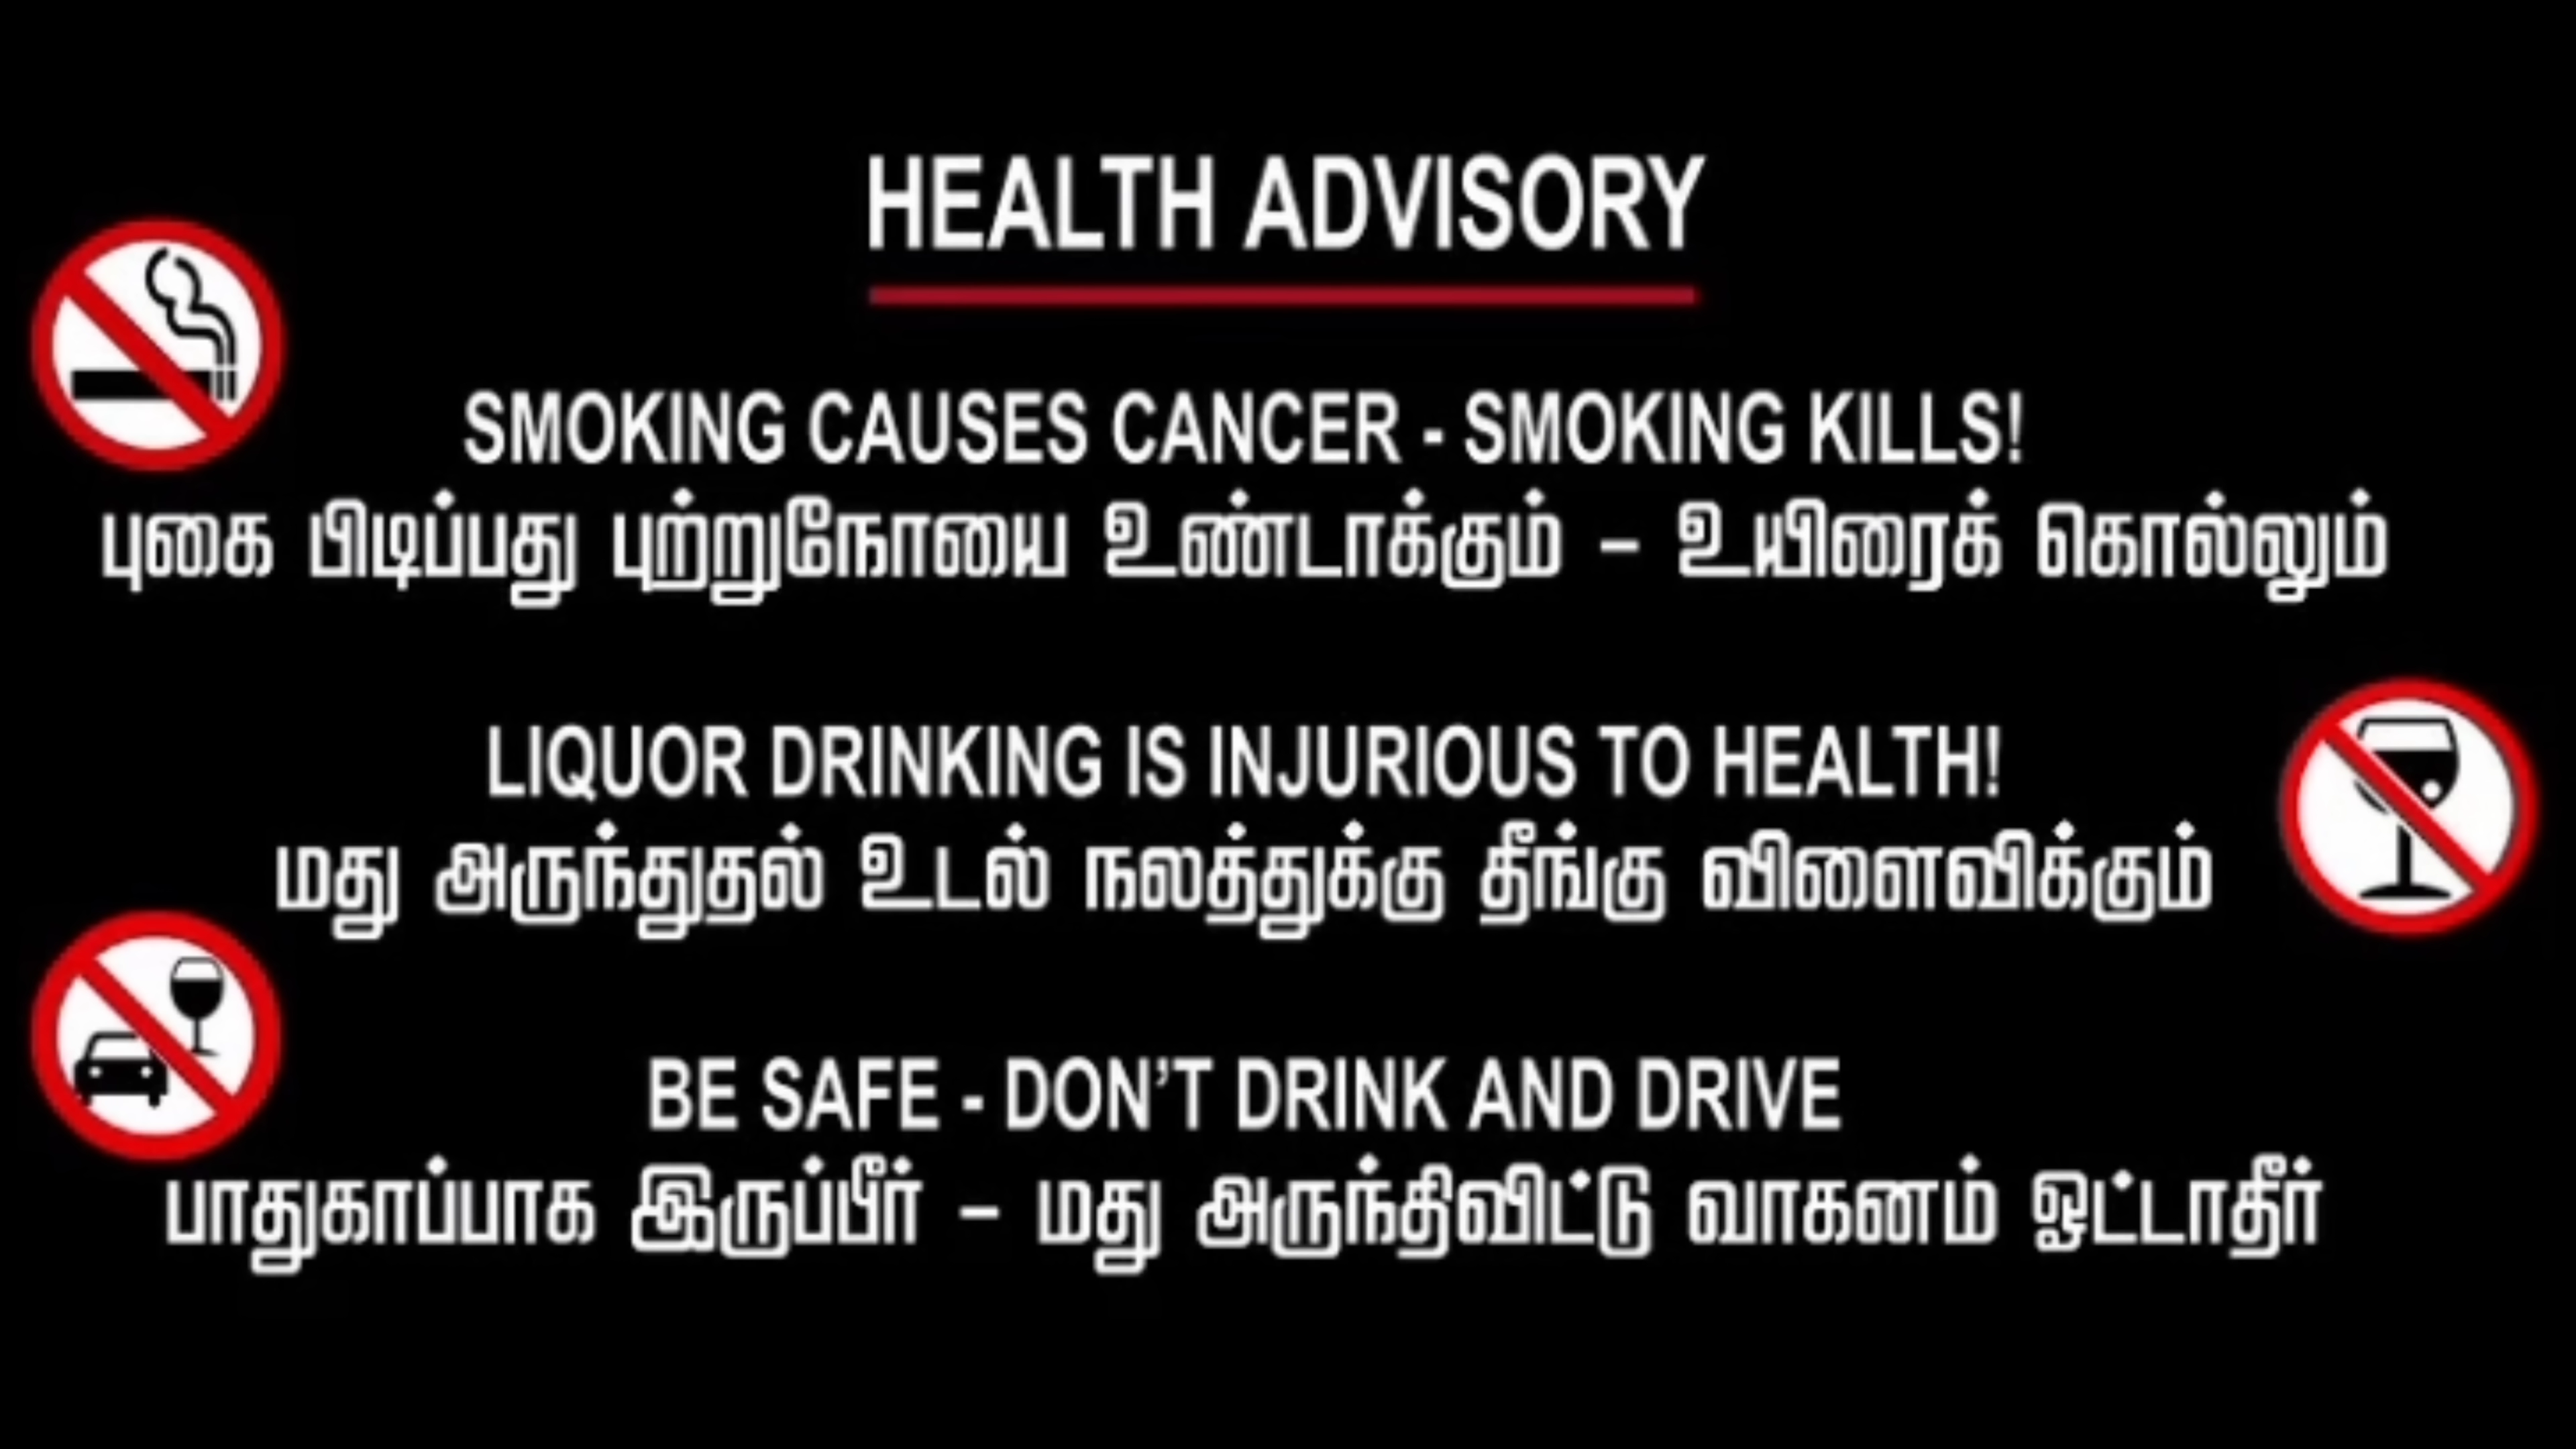 HEALTH ADVISORY
SMOKING CAUSES CANCER - SMOKING KILLS!
புகை பிடிப்பது புற்றுநோயை உண்டாக்கும் – உயிரைக் கொல்லும்
LIQUOR DRINKING IS INJURIOUS TO HEALTH!
மது அருந்துதல் உடல் நலத்துக்கு தீங்கு விளைவிக்கும்
BE SAFE - DON’T DRINK AND DRIVE
பாதுகாப்பாக இருப்பீர் – மது அருந்திவிட்டு வாகனம் ஓட்டாதீர்